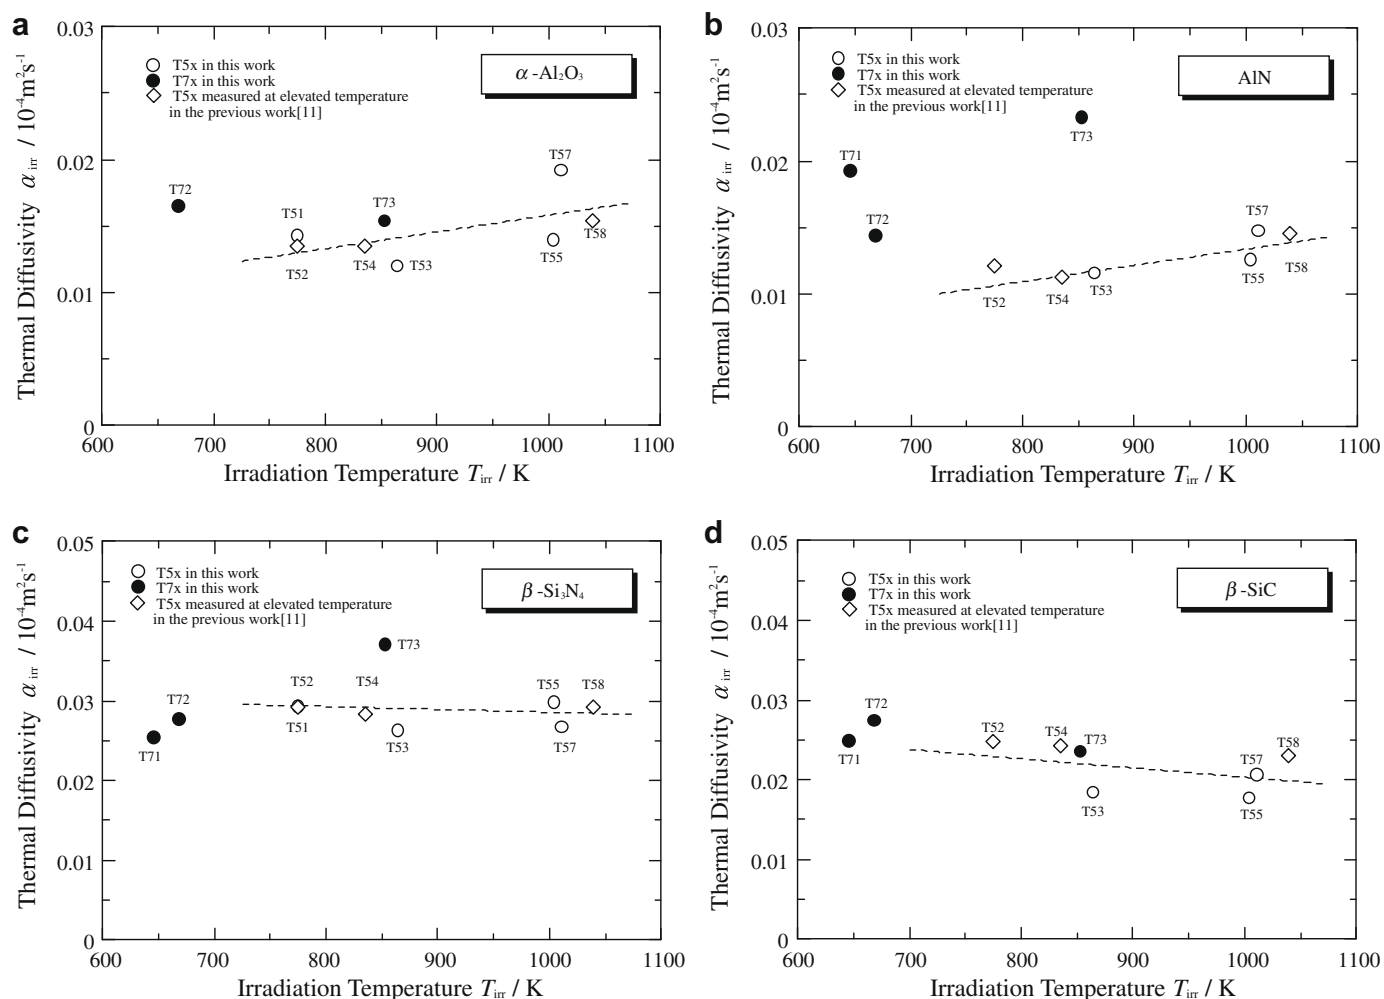 a
0.03
0.02
0.01
0
Thermal Diffusivity α irr / 10⁻⁴m²s⁻¹
T5x in this work
T7x in this work
T5x measured at elevated temperature
in the previous work[11]
α -Al₂O₃
T72
T51
T52
T73
T54
T53
T57
T55
T58
600 700 800 900 1000 1100
Irradiation Temperature Tirr / K
b
0.03
0.02
0.01
0
Thermal Diffusivity α irr / 10⁻⁴m²s⁻¹
T5x in this work
T7x in this work
T5x measured at elevated temperature
in the previous work[11]
AlN
T71
T72
T73
T52
T54
T53
T57
T55
T58
600 700 800 900 1000 1100
Irradiation Temperature Tirr / K
c
0.05
0.04
0.03
0.02
0.01
0
Thermal Diffusivity α irr / 10⁻⁴m²s⁻¹
T5x in this work
T7x in this work
T5x measured at elevated temperature
in the previous work[11]
β -Si₃N₄
T73
T72
T71
T52
T51
T54
T53
T55
T58
T57
600 700 800 900 1000 1100
Irradiation Temperature Tirr / K
d
0.05
0.04
0.03
0.02
0.01
0
Thermal Diffusivity α irr / 10⁻⁴m²s⁻¹
T5x in this work
T7x in this work
T5x measured at elevated temperature
in the previous work[11]
β -SiC
T72
T71
T52
T54
T73
T53
T57
T58
T55
600 700 800 900 1000 1100
Irradiation Temperature Tirr / K